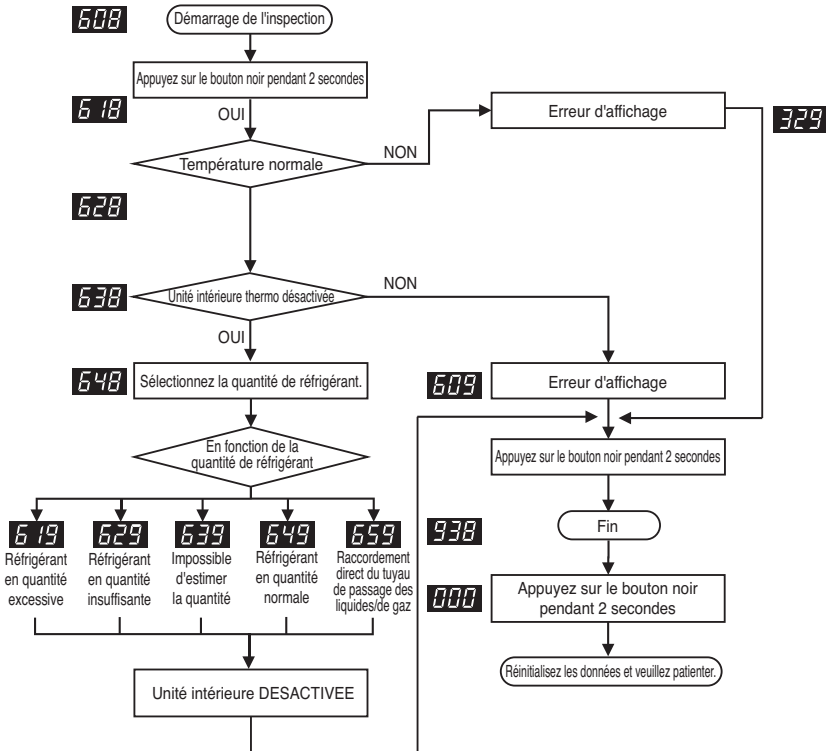 608
Démarrage de l'inspection
Appuyez sur le bouton noir pendant 2 secondes
618
OUI
Erreur d'affichage
329
Température normale
NON
628
638
Unité intérieure thermo désactivée
NON
OUI
648
Sélectionnez la quantité de réfrigérant.
609
Erreur d'affichage
En fonction de la
quantité de réfrigérant
Appuyez sur le bouton noir pendant 2 secondes
619
629
639
649
659
Réfrigérant
en quantité
excessive
Réfrigérant
en quantité
insuffisante
Impossible
d'estimer
la quantité
Réfrigérant
en quantité
normale
Raccordement
direct du tuyau
de passage des
liquides/de gaz
938
Fin
000
Appuyez sur le bouton noir
pendant 2 secondes
Unité intérieure DESACTIVEE
Réinitialisez les données et veuillez patienter.